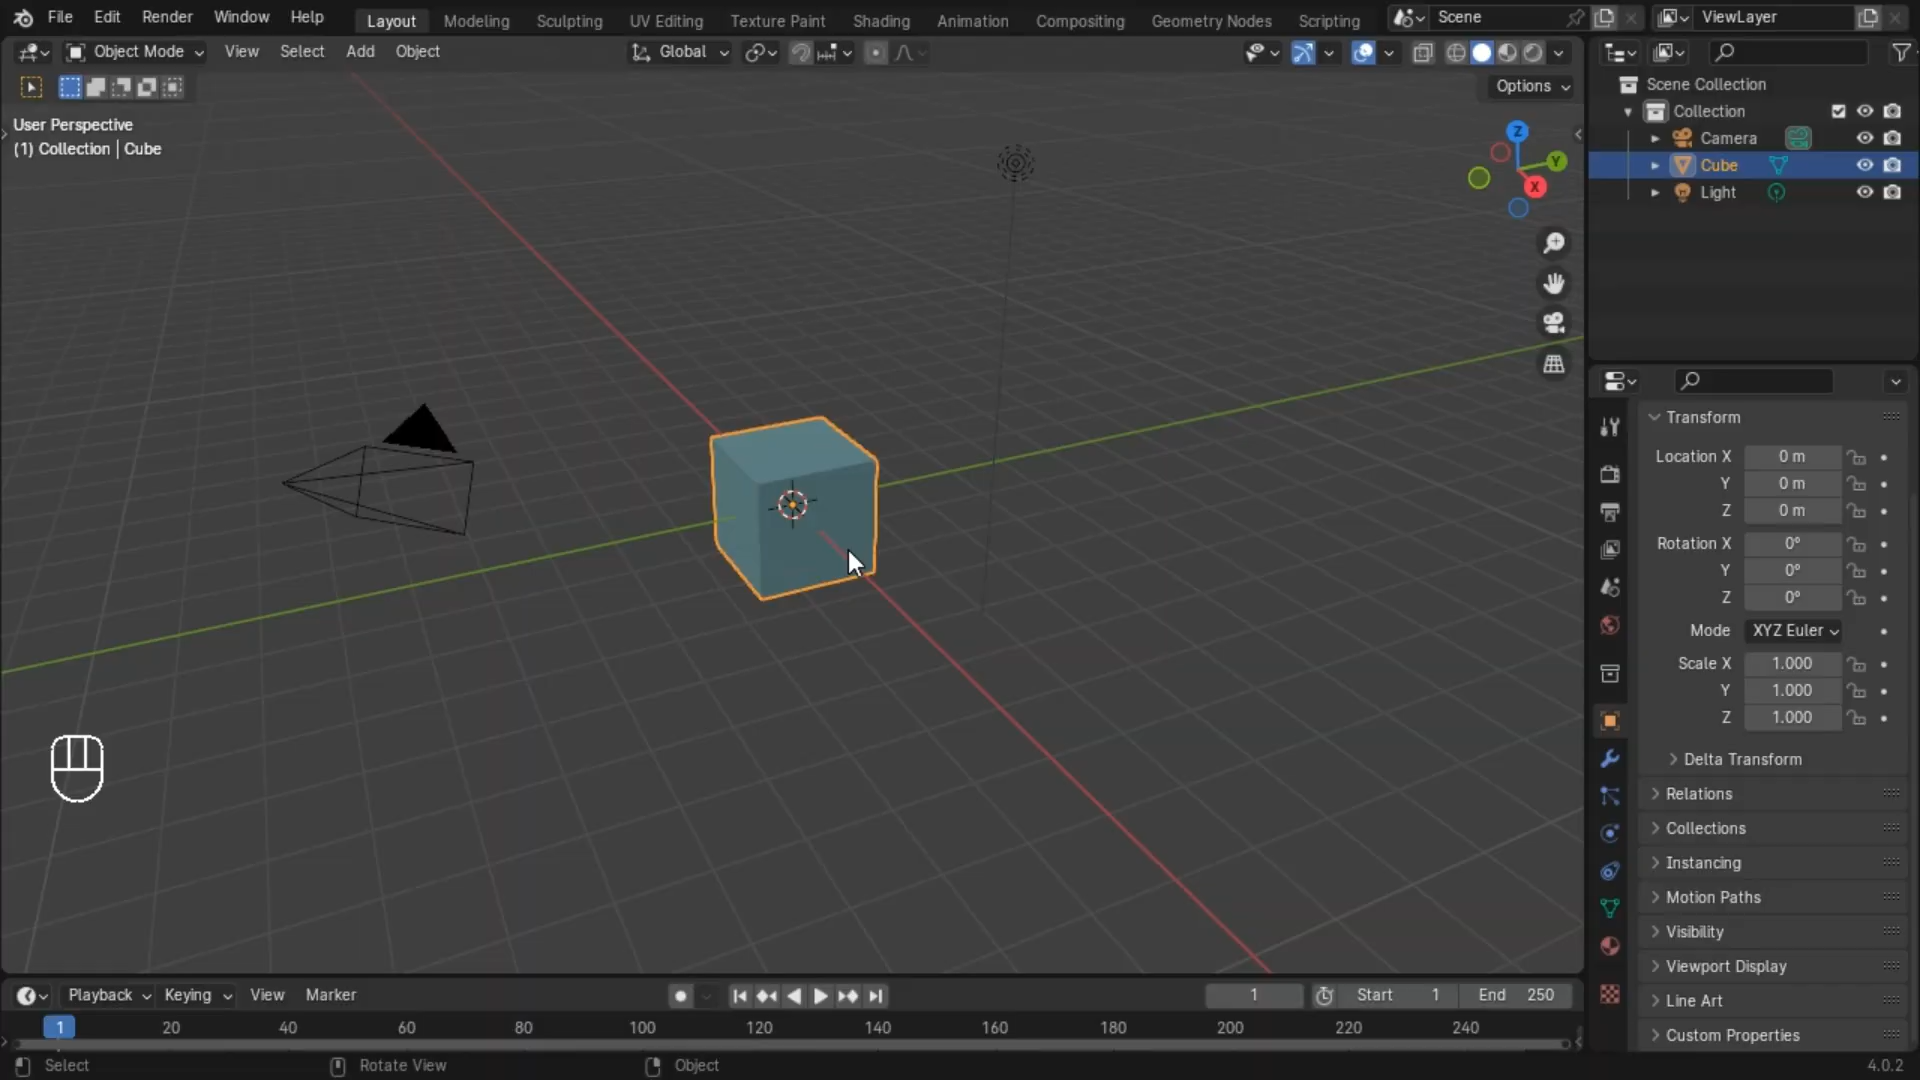 File Edit Render Window Help Layout Modeling Sculpting UV Editing Texture Paint Shading Animation Compositing Geometry Nodes Scripting Scene ViewLayer
Object Mode View Select Add Object Global
Options
User Perspective
(1) Collection | Cube
Z
Y
X
Scene Collection
Collection
Camera
Cube
Light
Transform
Location X 0 m
Y 0 m
Z 0 m
Rotation X 0°
Y 0°
Z 0°
Mode XYZ Euler
Scale X 1.000
Y 1.000
Z 1.000
Delta Transform
Relations
Collections
Instancing
Motion Paths
Visibility
Viewport Display
Line Art
Custom Properties
Playback Keying View Marker 1 Start 1 End 250
1 20 40 60 80 100 120 140 160 180 200 220 240
Select Rotate View Object 4.0.2